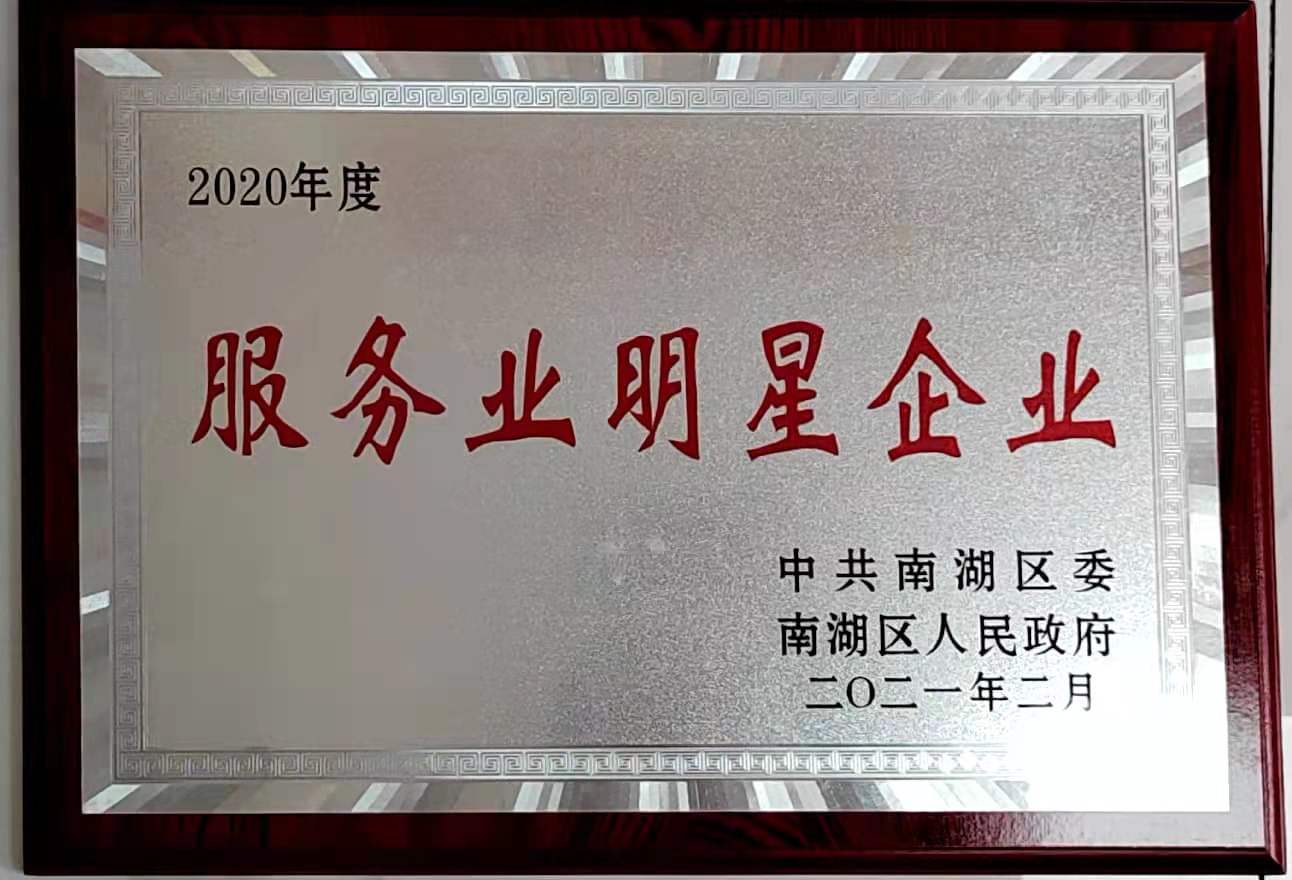 2020年度
服务业明星企业
中共南湖区委
南湖区人民政府
二〇二一年二月